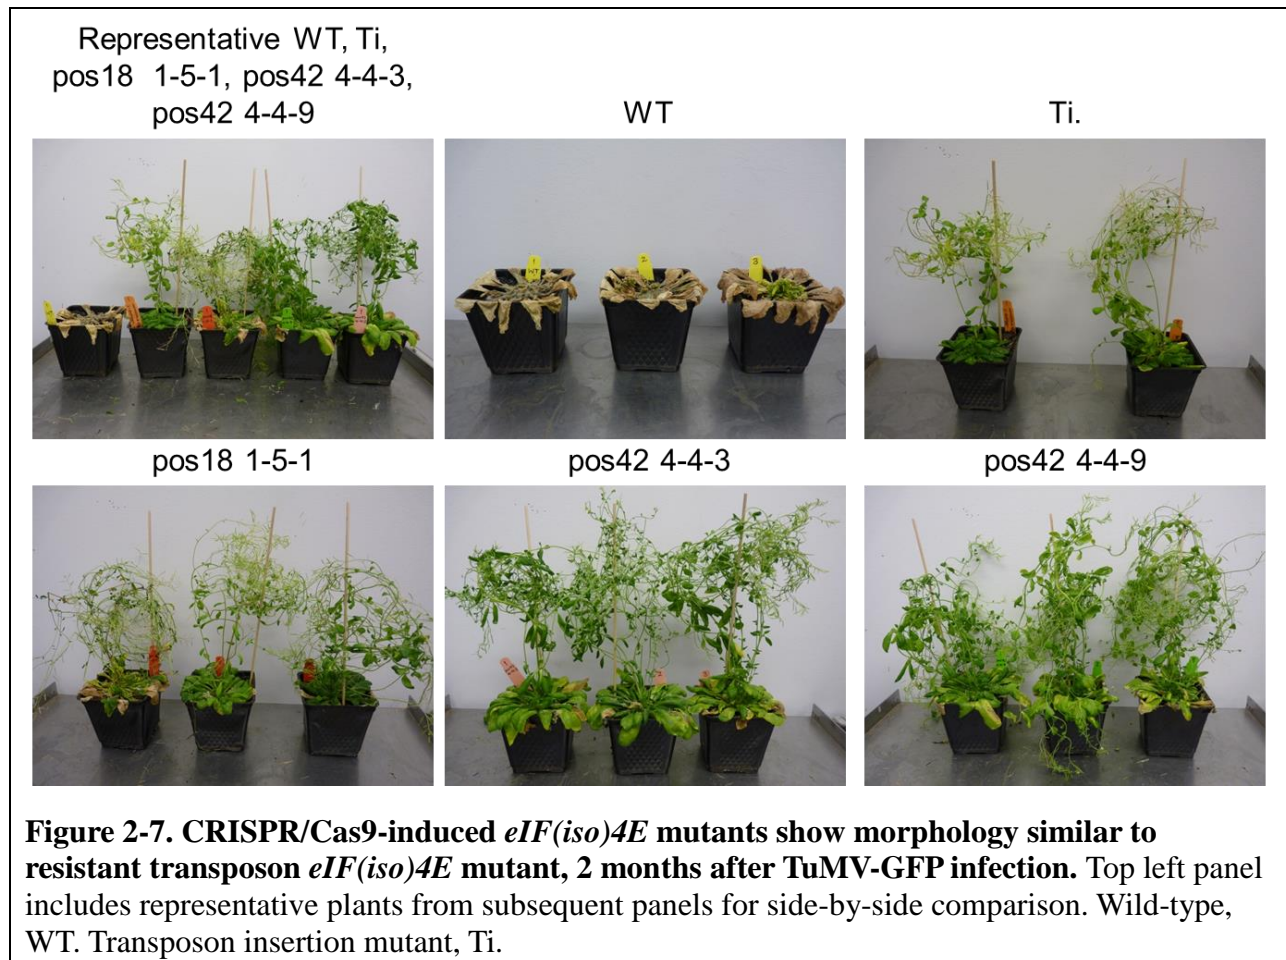 Representative WT, Ti,
pos18 1-5-1, pos42 4-4-3,
pos42 4-4-9
WT
Ti.
pos18 1-5-1
pos42 4-4-3
pos42 4-4-9
Figure 2-7. CRISPR/Cas9-induced eIF(iso)4E mutants show morphology similar to
resistant transposon eIF(iso)4E mutant, 2 months after TuMV-GFP infection. Top left panel
includes representative plants from subsequent panels for side-by-side comparison. Wild-type,
WT. Transposon insertion mutant, Ti.